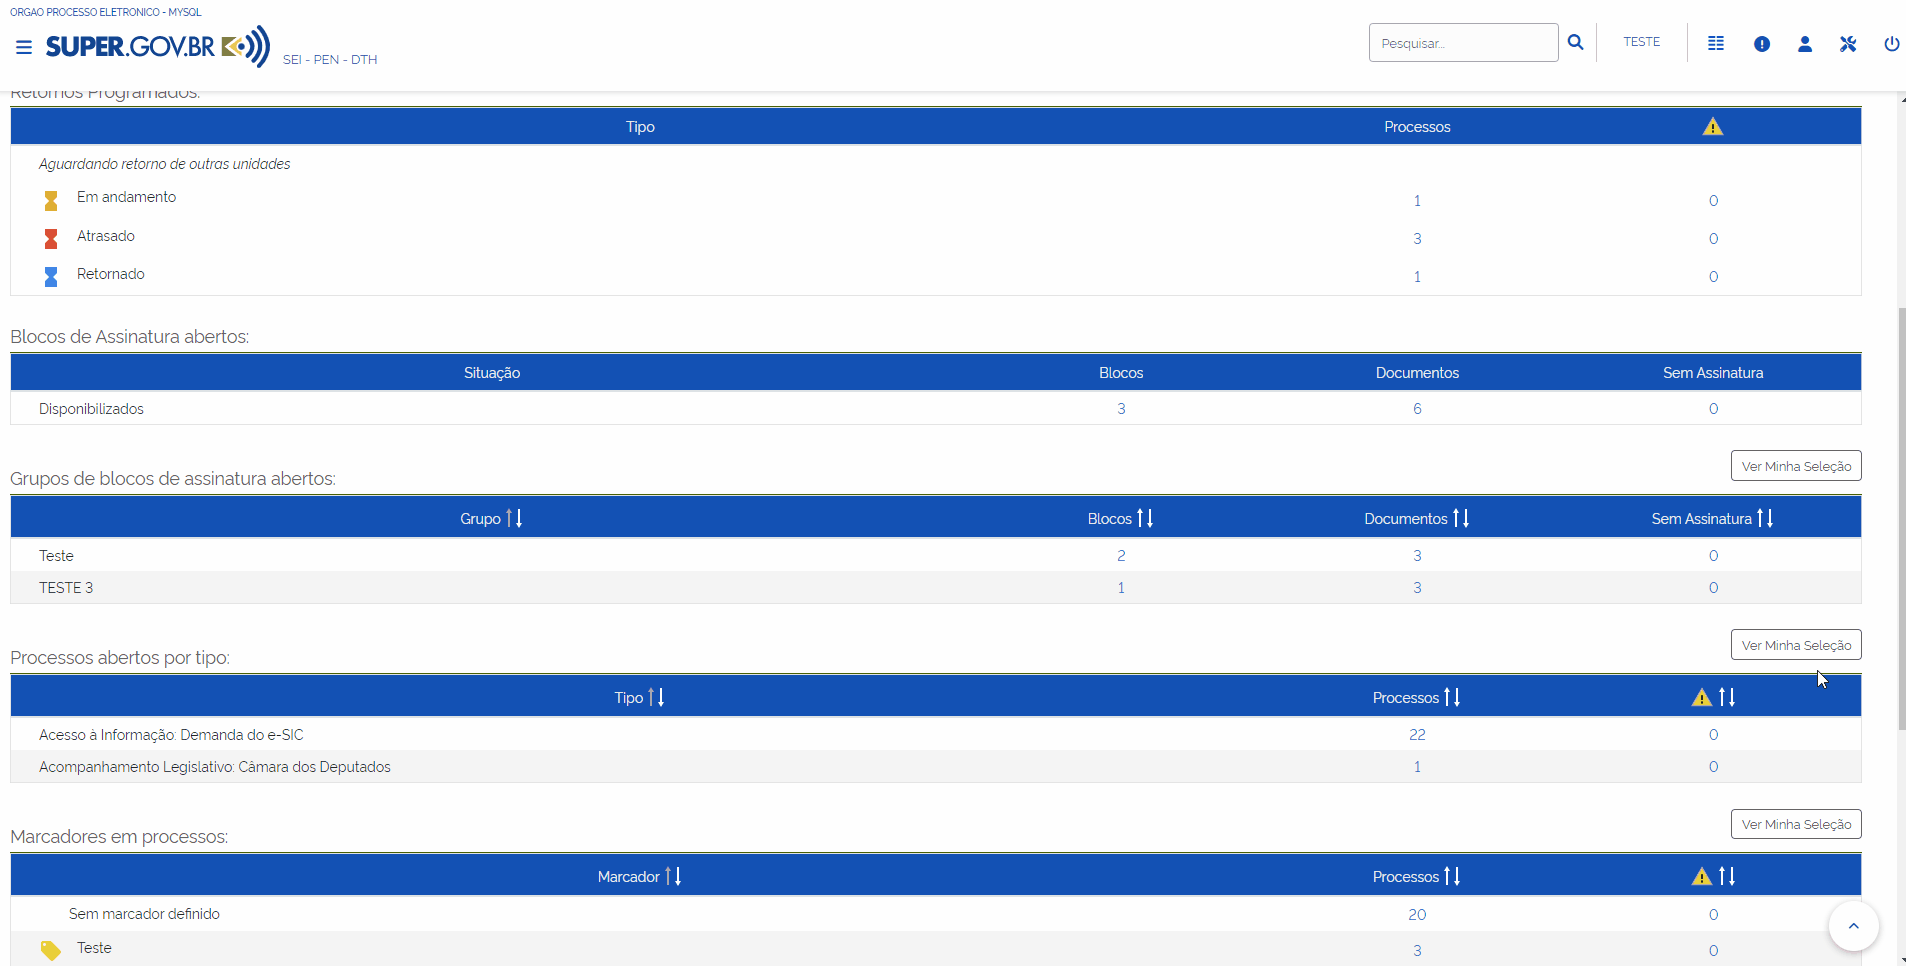 ORGAO PROCESSO ELETRONICO - MYSQL
SUPER.GOV.BR
SEI - PEN - DTH
Pesquisar...
TESTE
Retornos Programados:
Tipo Processos
Aguardando retorno de outras unidades
Em andamento 1 0
Atrasado 3 0
Retornado 1 0
Blocos de Assinatura abertos:
Situação Blocos Documentos Sem Assinatura
Disponibilizados 3 6 0
Ver Minha Seleção
Grupos de blocos de assinatura abertos:
Grupo Blocos Documentos Sem Assinatura
Teste 2 3 0
TESTE 3 1 3 0
Ver Minha Seleção
Processos abertos por tipo:
Tipo Processos
Acesso à Informação: Demanda do e-SIC 22 0
Acompanhamento Legislativo: Câmara dos Deputados 1 0
Ver Minha Seleção
Marcadores em processos:
Marcador Processos
Sem marcador definido 20 0
Teste 3 0